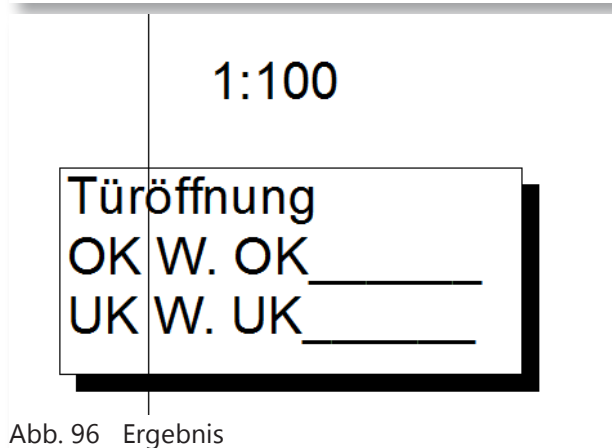 1:100
Türöffnung
OK W. OK______
UK W. UK______
Abb. 96 Ergebnis